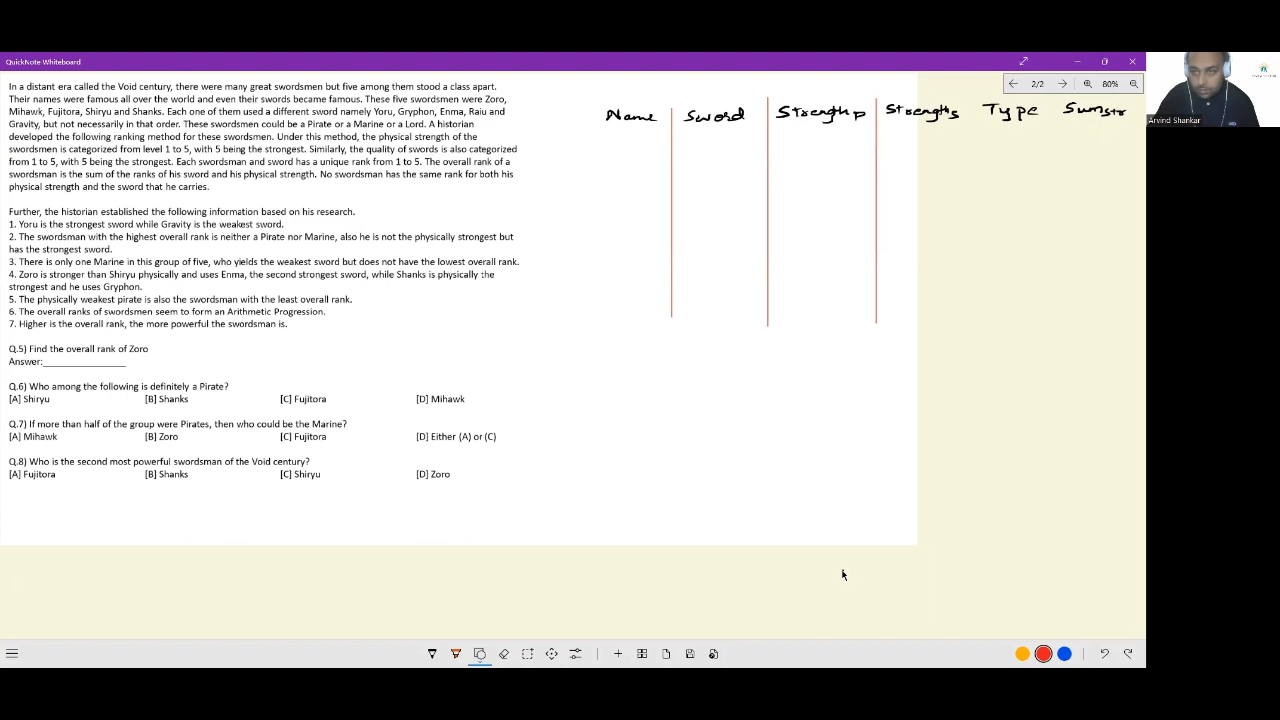 QuickNote Whiteboard
2/2
80%
Arvind Shankar
In a distant era called the Void century, there were many great swordsmen but five among them stood a class apart.
Their names were famous all over the world and even their swords became famous. These five swordsmen were Zoro,
Mihawk, Fujitora, Shiryu and Shanks. Each one of them used a different sword namely Yoru, Gryphon, Enma, Raiu and
Gravity, but not necessarily in that order. These swordsmen could be a Pirate or a Marine or a Lord. A historian
developed the following ranking method for these swordsmen. Under this method, the physical strength of the
swordsmen is categorized from level 1 to 5, with 5 being the strongest. Similarly, the quality of swords is also categorized
from 1 to 5, with 5 being the strongest. Each swordsman and sword has a unique rank from 1 to 5. The overall rank of a
swordsman is the sum of the ranks of his sword and his physical strength. No swordsman has the same rank for both his
physical strength and the sword that he carries.
Further, the historian established the following information based on his research.
1. Yoru is the strongest sword while Gravity is the weakest sword.
2. The swordsman with the highest overall rank is neither a Pirate nor Marine, also he is not the physically strongest but
has the strongest sword.
3. There is only one Marine in this group of five, who yields the weakest sword but does not have the lowest overall rank.
4. Zoro is stronger than Shiryu physically and uses Enma, the second strongest sword, while Shanks is physically the
strongest and he uses Gryphon.
5. The physically weakest pirate is also the swordsman with the least overall rank.
6. The overall ranks of swordsmen seem to form an Arithmetic Progression.
7. Higher is the overall rank, the more powerful the swordsman is.
Q.5) Find the overall rank of Zoro
Answer:_________________
Q.6) Who among the following is definitely a Pirate?
[A] Shiryu [B] Shanks [C] Fujitora [D] Mihawk
Q.7) If more than half of the group were Pirates, then who could be the Marine?
[A] Mihawk [B] Zoro [C] Fujitora [D] Either (A) or (C)
Q.8) Who is the second most powerful swordsman of the Void century?
[A] Fujitora [B] Shanks [C] Shiryu [D] Zoro
Name Sword Strengthp Strengths Type Sumstr